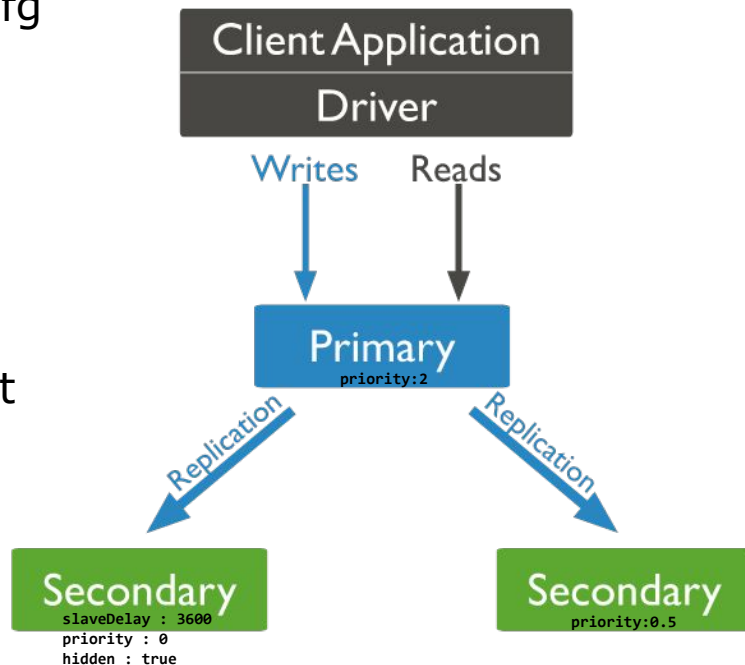 fg
Client Application
Driver
Writes Reads
Primary
priority:2
t
Replication
Replication
Secondary
slaveDelay : 3600
priority : 0
hidden : true
Secondary
priority:0.5